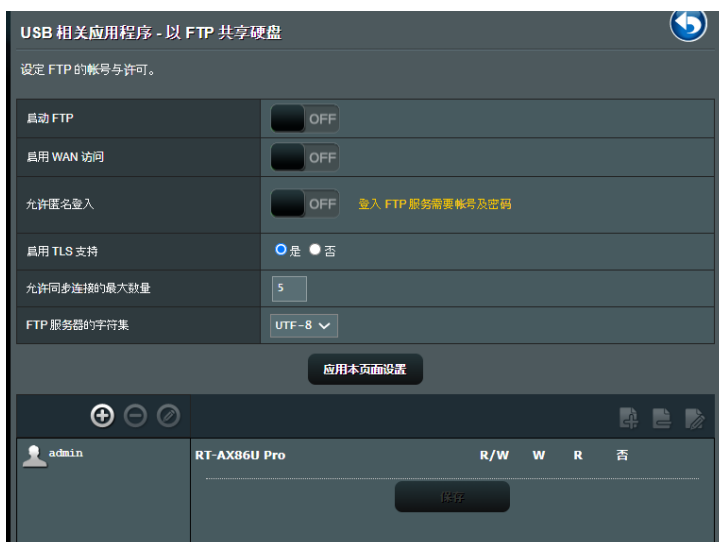 USB 相关应用程序 - 以 FTP 共享硬盘
设定 FTP 的帐号与许可。
启动 FTP OFF
启用 WAN 访问 OFF
允许匿名登入 OFF 登入 FTP 服务需要帐号及密码
启用 TLS 支持 是 否
允许同步连接的最大数量 5
FTP 服务器的字符集 UTF-8
应用本页面设置
admin RT-AX86U Pro R/W W R 否
保存